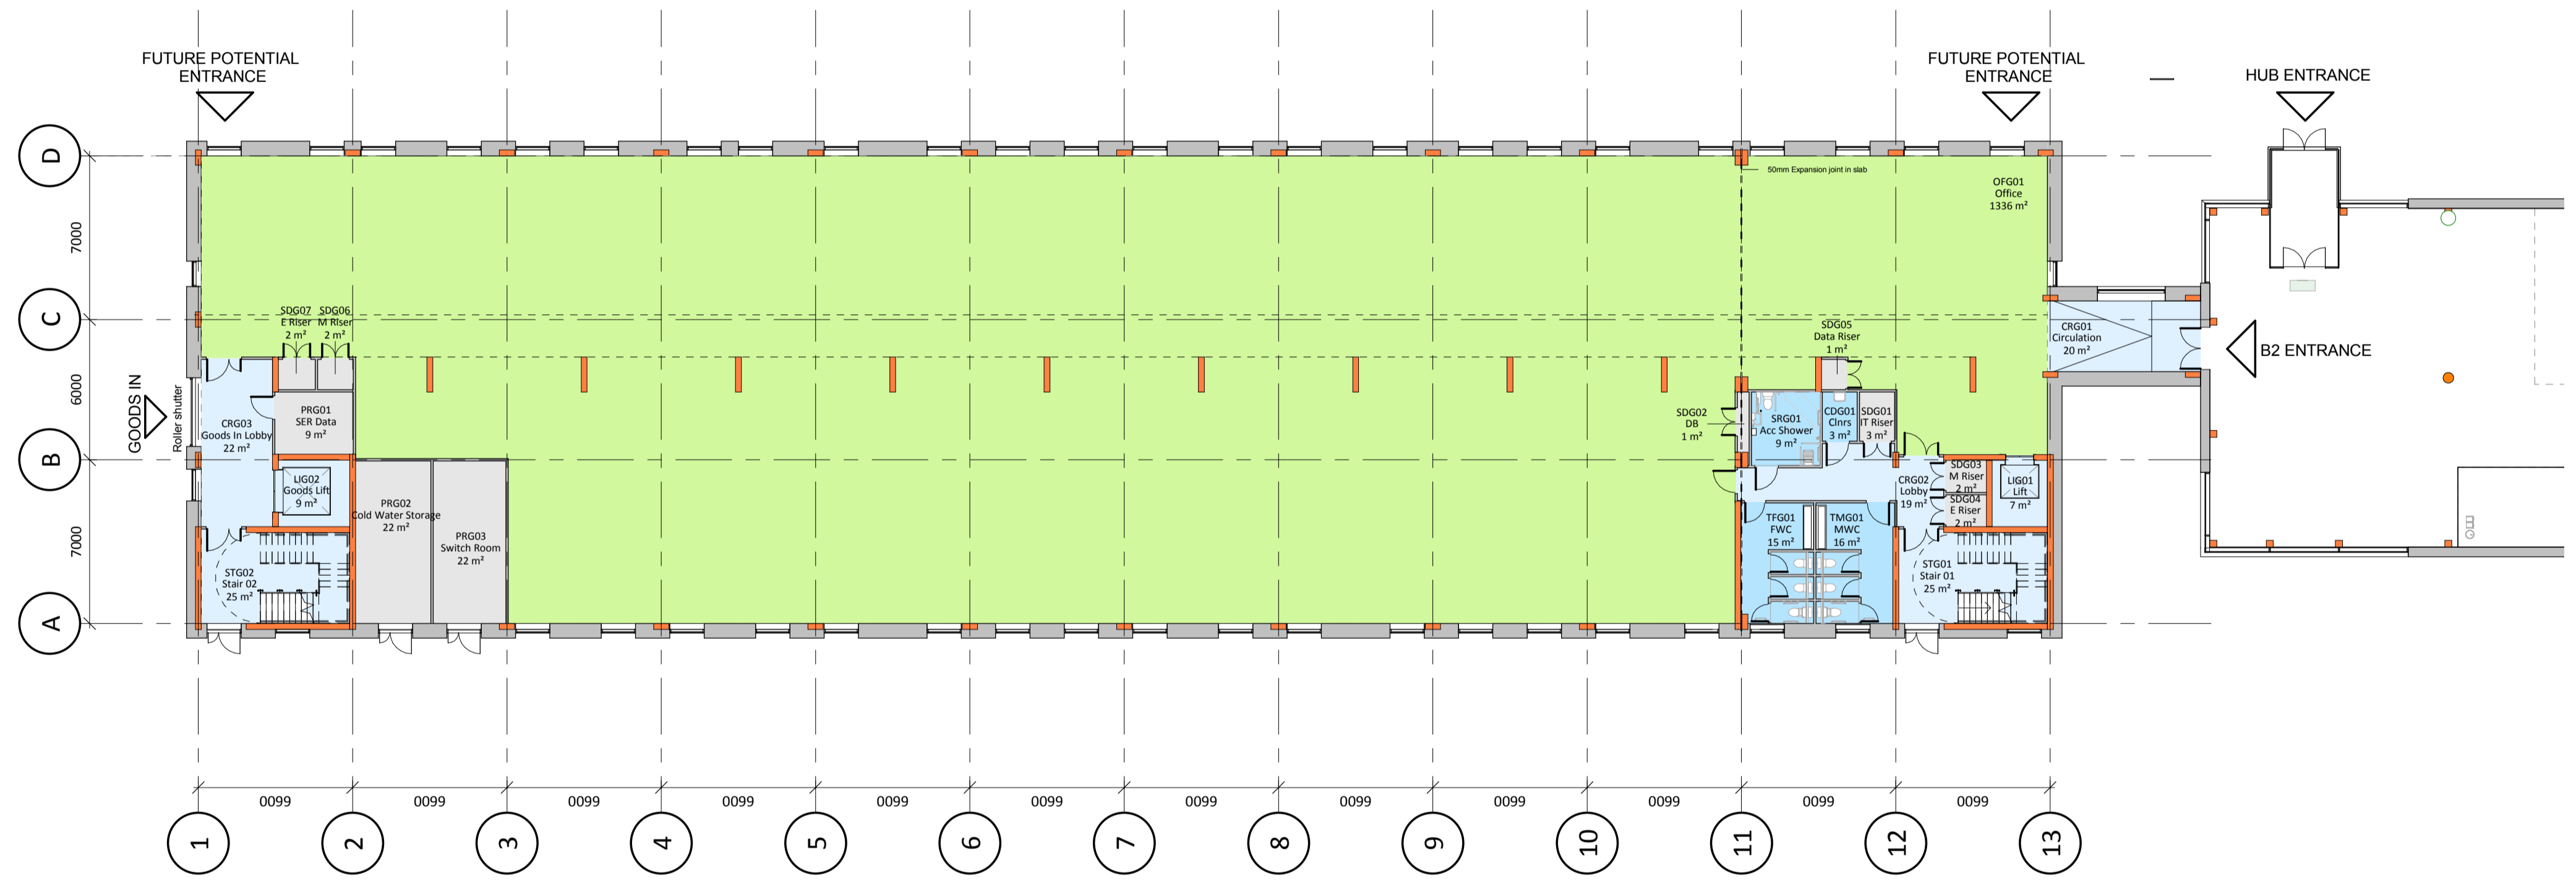 FUTURE POTENTIAL
ENTRANCE
FUTURE POTENTIAL
ENTRANCE
HUB ENTRANCE
D
7000
C
6000
B
7000
A
50mm Expansion joint in slab
OFG01
Office
1336 m²
SDG07
E Riser
2 m²
SDG06
M Riser
2 m²
SDG05
Data Riser
1 m²
CRG01
Circulation
20 m²
B2 ENTRANCE
GOODS IN
Roller shutter
CRG03
Goods In Lobby
22 m²
PRG01
SER Data
9 m²
LIG02
Goods Lift
9 m²
PRG02
Cold Water Storage
22 m²
PRG03
Switch Room
22 m²
STG02
Stair 02
25 m²
SDG02
DB
1 m²
SRG01
Acc Shower
9 m²
CDG01
Clnrs
3 m²
SDG01
IT Riser
3 m²
CRG02
Lobby
19 m²
SDG03
M Riser
2 m²
SDG04
E Riser
2 m²
LIG01
Lift
7 m²
TFG01
FWC
15 m²
TMG01
MWC
16 m²
STG01
Stair 01
25 m²
0099
0099
0099
0099
0099
0099
0099
0099
0099
0099
0099
0099
1
2
3
4
5
6
7
8
9
10
11
12
13